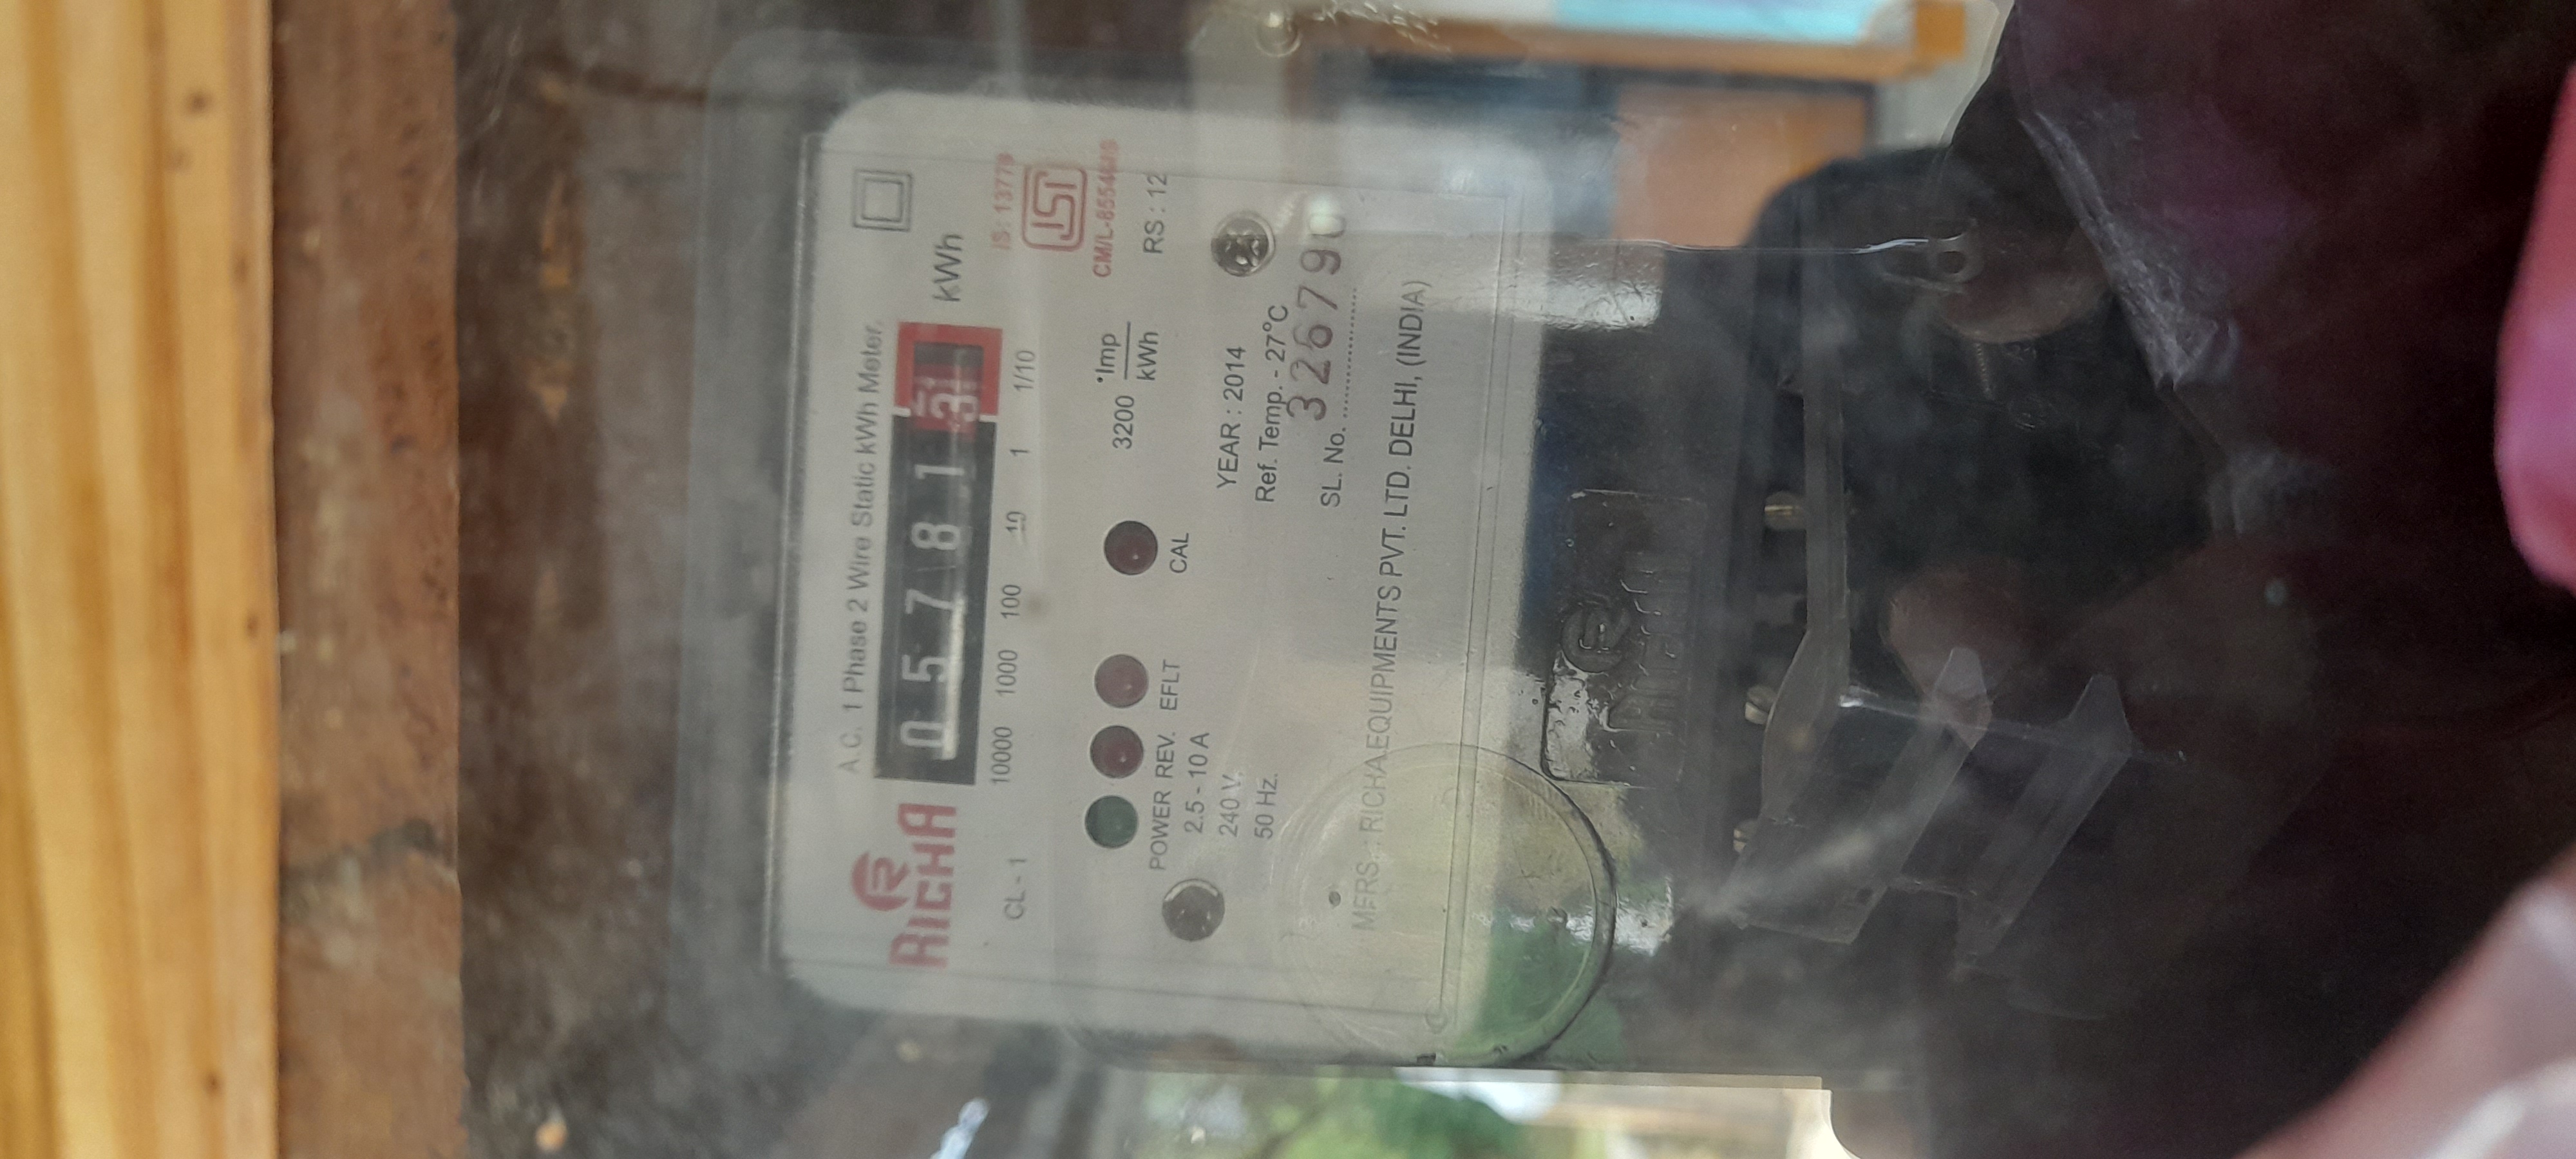 A.C. 1 Phase 2 Wire Static kWh Meter.
RICHA
0 5 7 8 1 3 kWh
10000 1000 100 10 1 1/10
CL - 1
IS : 13779
ISI
CM/L-8554405
3200 *Imp
kWh
RS : 12
POWER REV. EFLT CAL
2.5 - 10 A
240 V.
50 Hz.
YEAR : 2014
Ref. Temp. - 27°C
SL. No. 3267790
MFRS. : RICHA EQUIPMENTS PVT. LTD. DELHI, (INDIA)